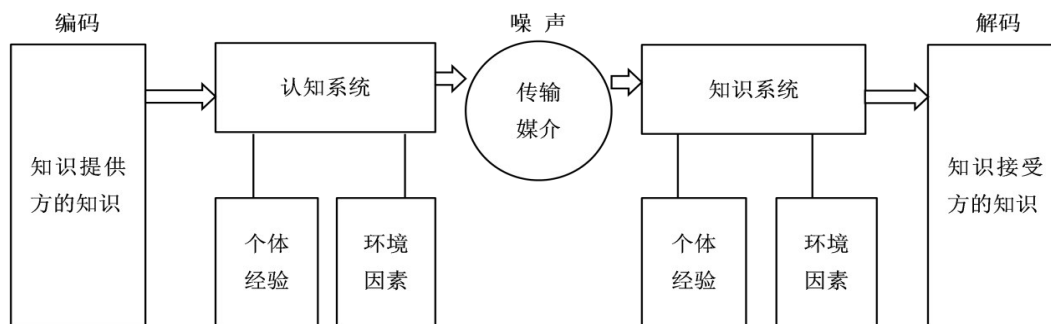 编码
噪 声
解码
认知系统
传输
媒介
知识系统
知识提供
方的知识
知识接受
方的知识
个体
经验
环境
因素
个体
经验
环境
因素